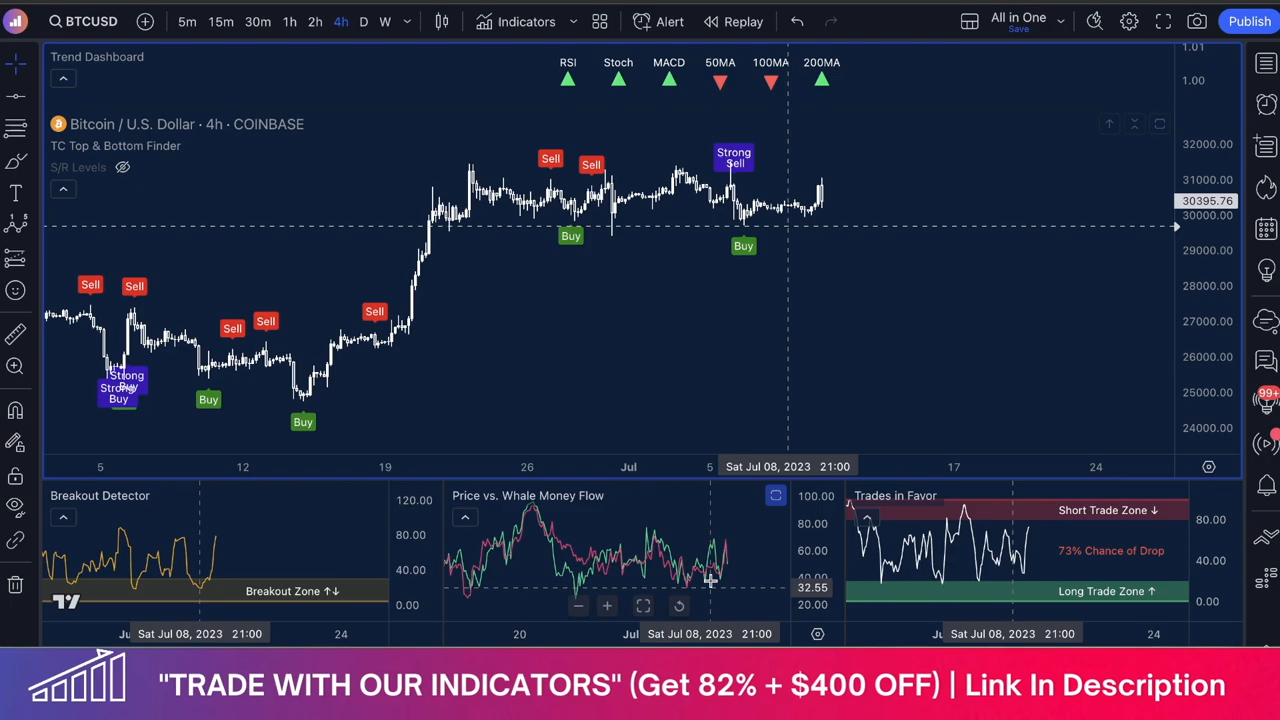 BTCUSD 5m 15m 30m 1h 2h 4h D W Indicators Alert Replay All in One Save Publish
Trend Dashboard
RSI Stoch MACD 50MA 100MA 200MA
1.01
1.00
Bitcoin / U.S. Dollar · 4h · COINBASE
TC Top & Bottom Finder
S/R Levels
32000.00
31000.00
30395.76
30000.00
29000.00
28000.00
27000.00
26000.00
25000.00
24000.00
Sell
Sell
Strong
Sell
Buy
Buy
Sell
Sell
Sell
Sell
Sell
Strong
Buy
Strong
Buy
Buy
Buy
5 12 19 26 Jul 5 Sat Jul 08, 2023 21:00 17 24
99+
Breakout Detector
120.00
80.00
40.00
0.00
Breakout Zone ↑↓
Sat Jul 08, 2023 21:00 24
Price vs. Whale Money Flow
100.00
80.00
60.00
40.00
32.55
20.00
20 Jul Sat Jul 08, 2023 21:00
Trades in Favor
Short Trade Zone ↓
73% Chance of Drop
Long Trade Zone ↑
80.00
40.00
0.00
Sat Jul 08, 2023 21:00 24
"TRADE WITH OUR INDICATORS" (Get 82% + $400 OFF) | Link In Description